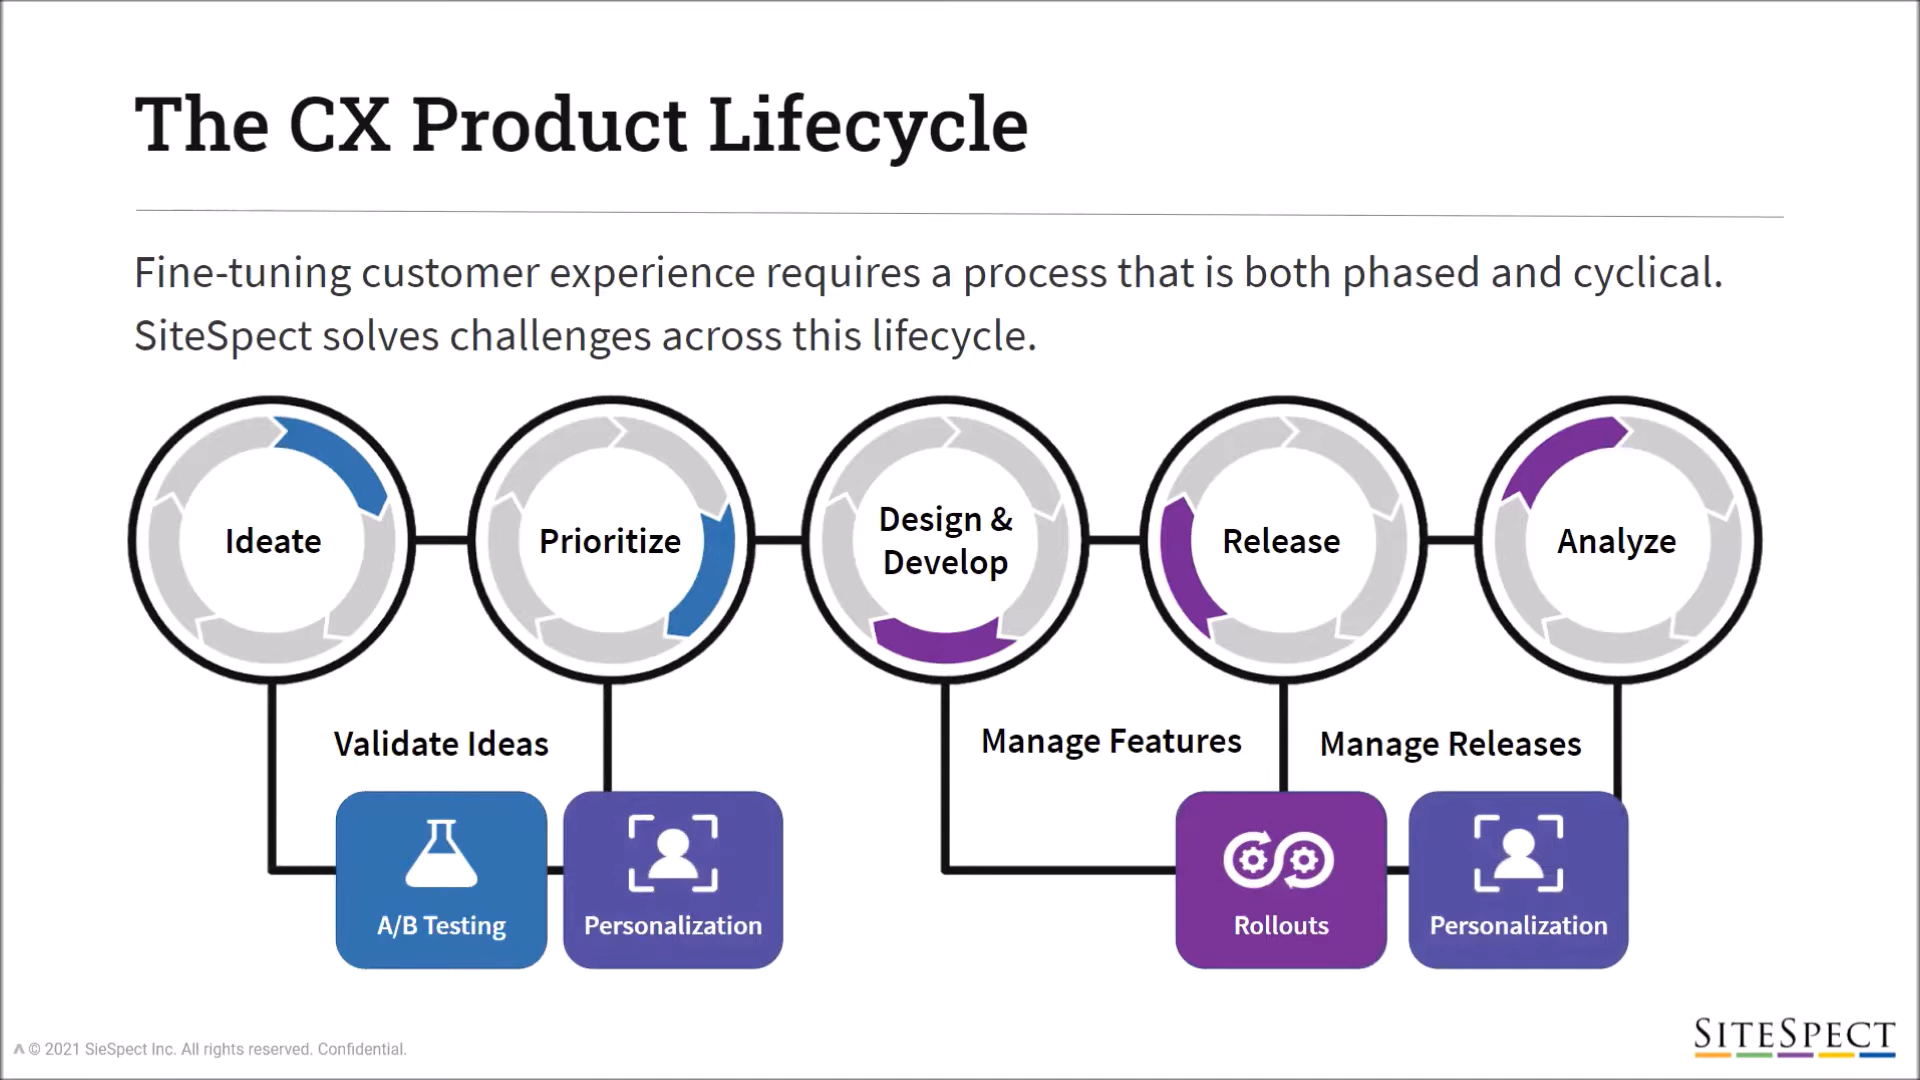 The CX Product Lifecycle
Fine-tuning customer experience requires a process that is both phased and cyclical.
SiteSpect solves challenges across this lifecycle.
Ideate
Prioritize
Design &
Develop
Release
Analyze
Validate Ideas
Manage Features
Manage Releases
A/B Testing
Personalization
Rollouts
Personalization
© 2021 SieSpect Inc. All rights reserved. Confidential.
SITESPECT